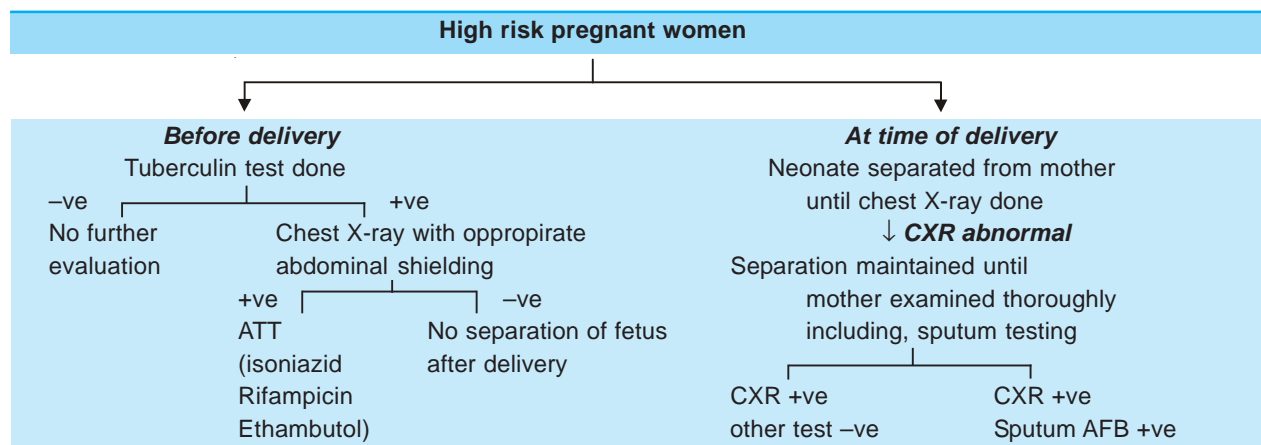 High risk pregnant women
Before delivery
Tuberculin test done
–ve
+ve
No further
evaluation
Chest X-ray with oppropirate
abdominal shielding
+ve
–ve
ATT
(isoniazid
Rifampicin
Ethambutol)
No separation of fetus
after delivery
At time of delivery
Neonate separated from mother
until chest X-ray done
↓ CXR abnormal
Separation maintained until
mother examined thoroughly
including, sputum testing
CXR +ve
other test –ve
CXR +ve
Sputum AFB +ve